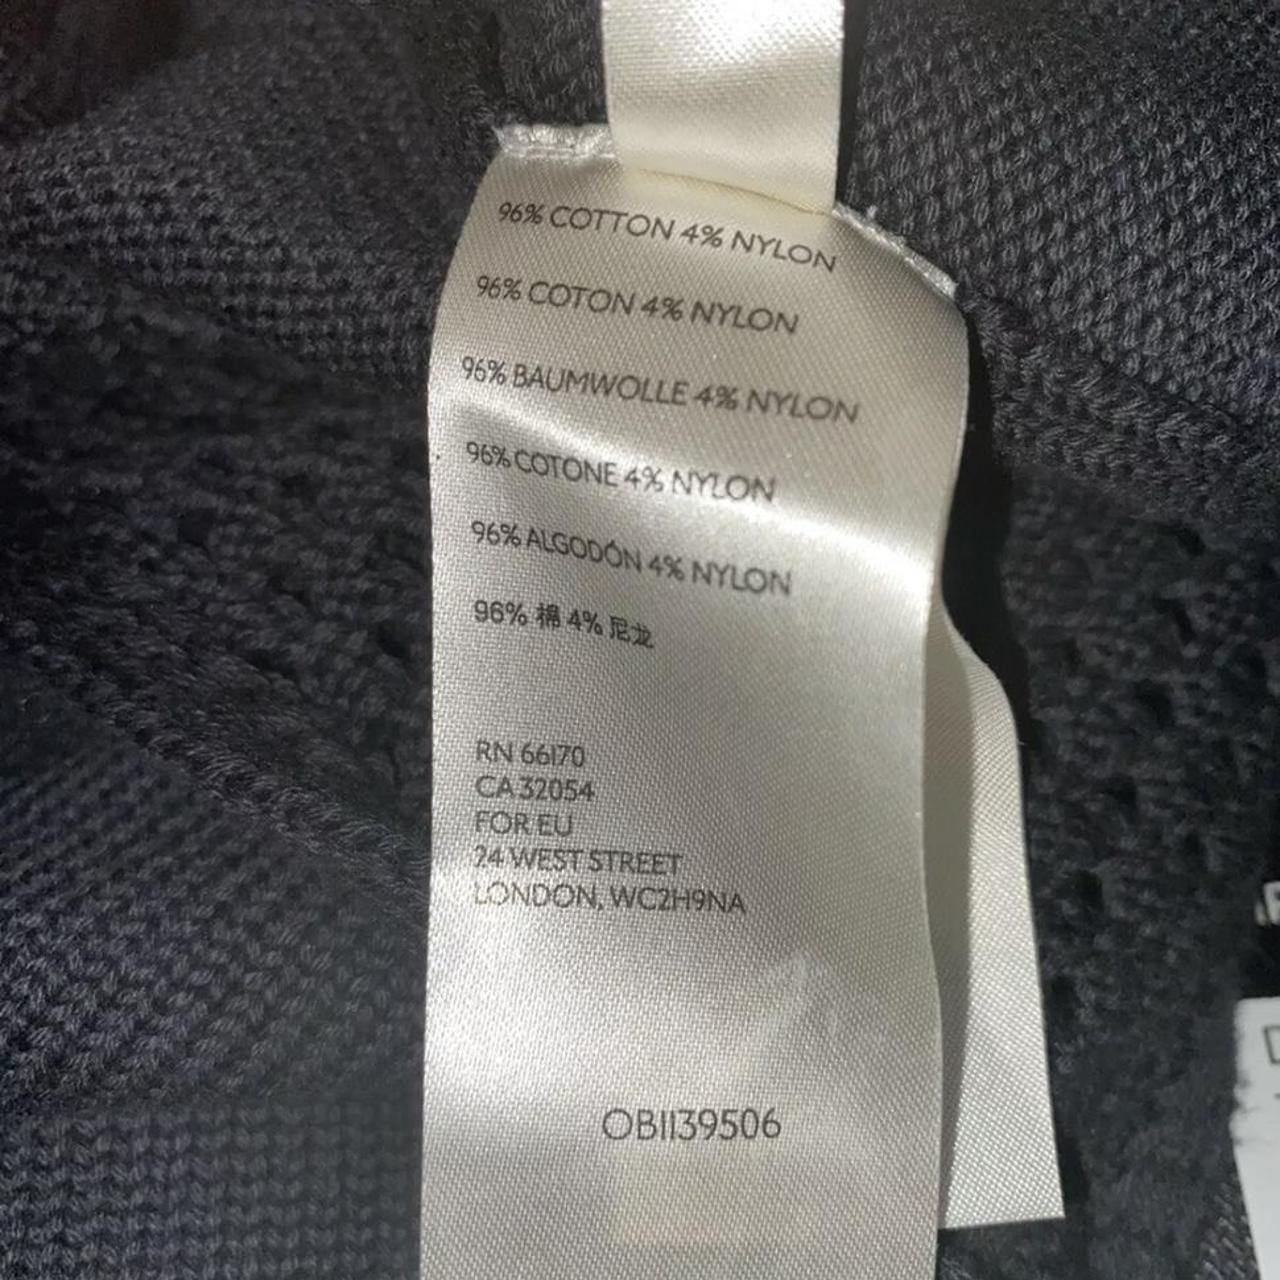 96% COTTON 4% NYLON
96% COTON 4% NYLON
96% BAUMWOLLE 4% NYLON
96% COTONE 4% NYLON
96% ALGODÓN 4% NYLON
96% 棉 4% 尼龙
RN 66170
CA 32054
FOR EU
24 WEST STREET
LONDON, WC2H9NA
OB1139506